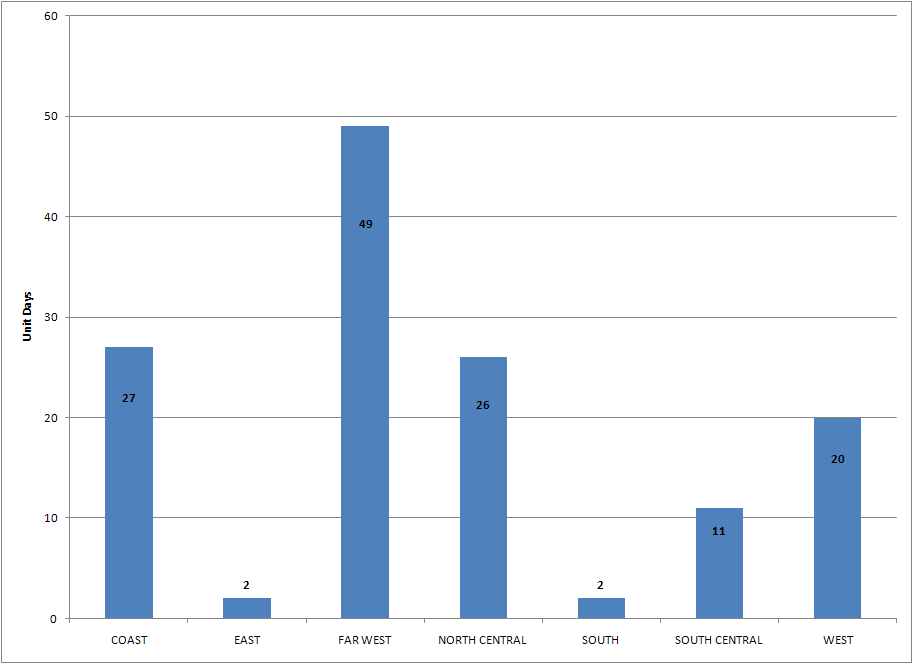 60
50
40
30
20
10
0
Unit Days
27
2
49
26
2
11
20
COAST
EAST
FAR WEST
NORTH CENTRAL
SOUTH
SOUTH CENTRAL
WEST